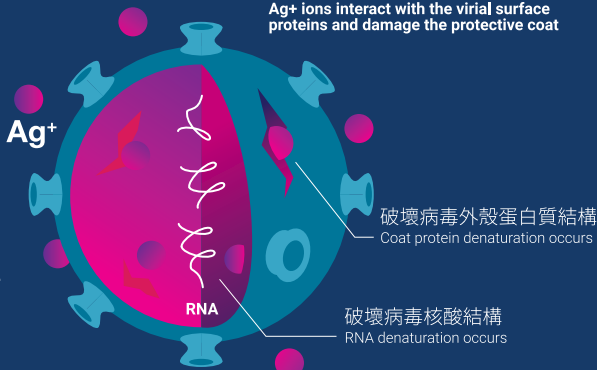 Ag+ ions interact with the virial surface
proteins and damage the protective coat
Ag⁺
破壞病毒外殼蛋白質結構
Coat protein denaturation occurs
RNA
破壞病毒核酸結構
RNA denaturation occurs